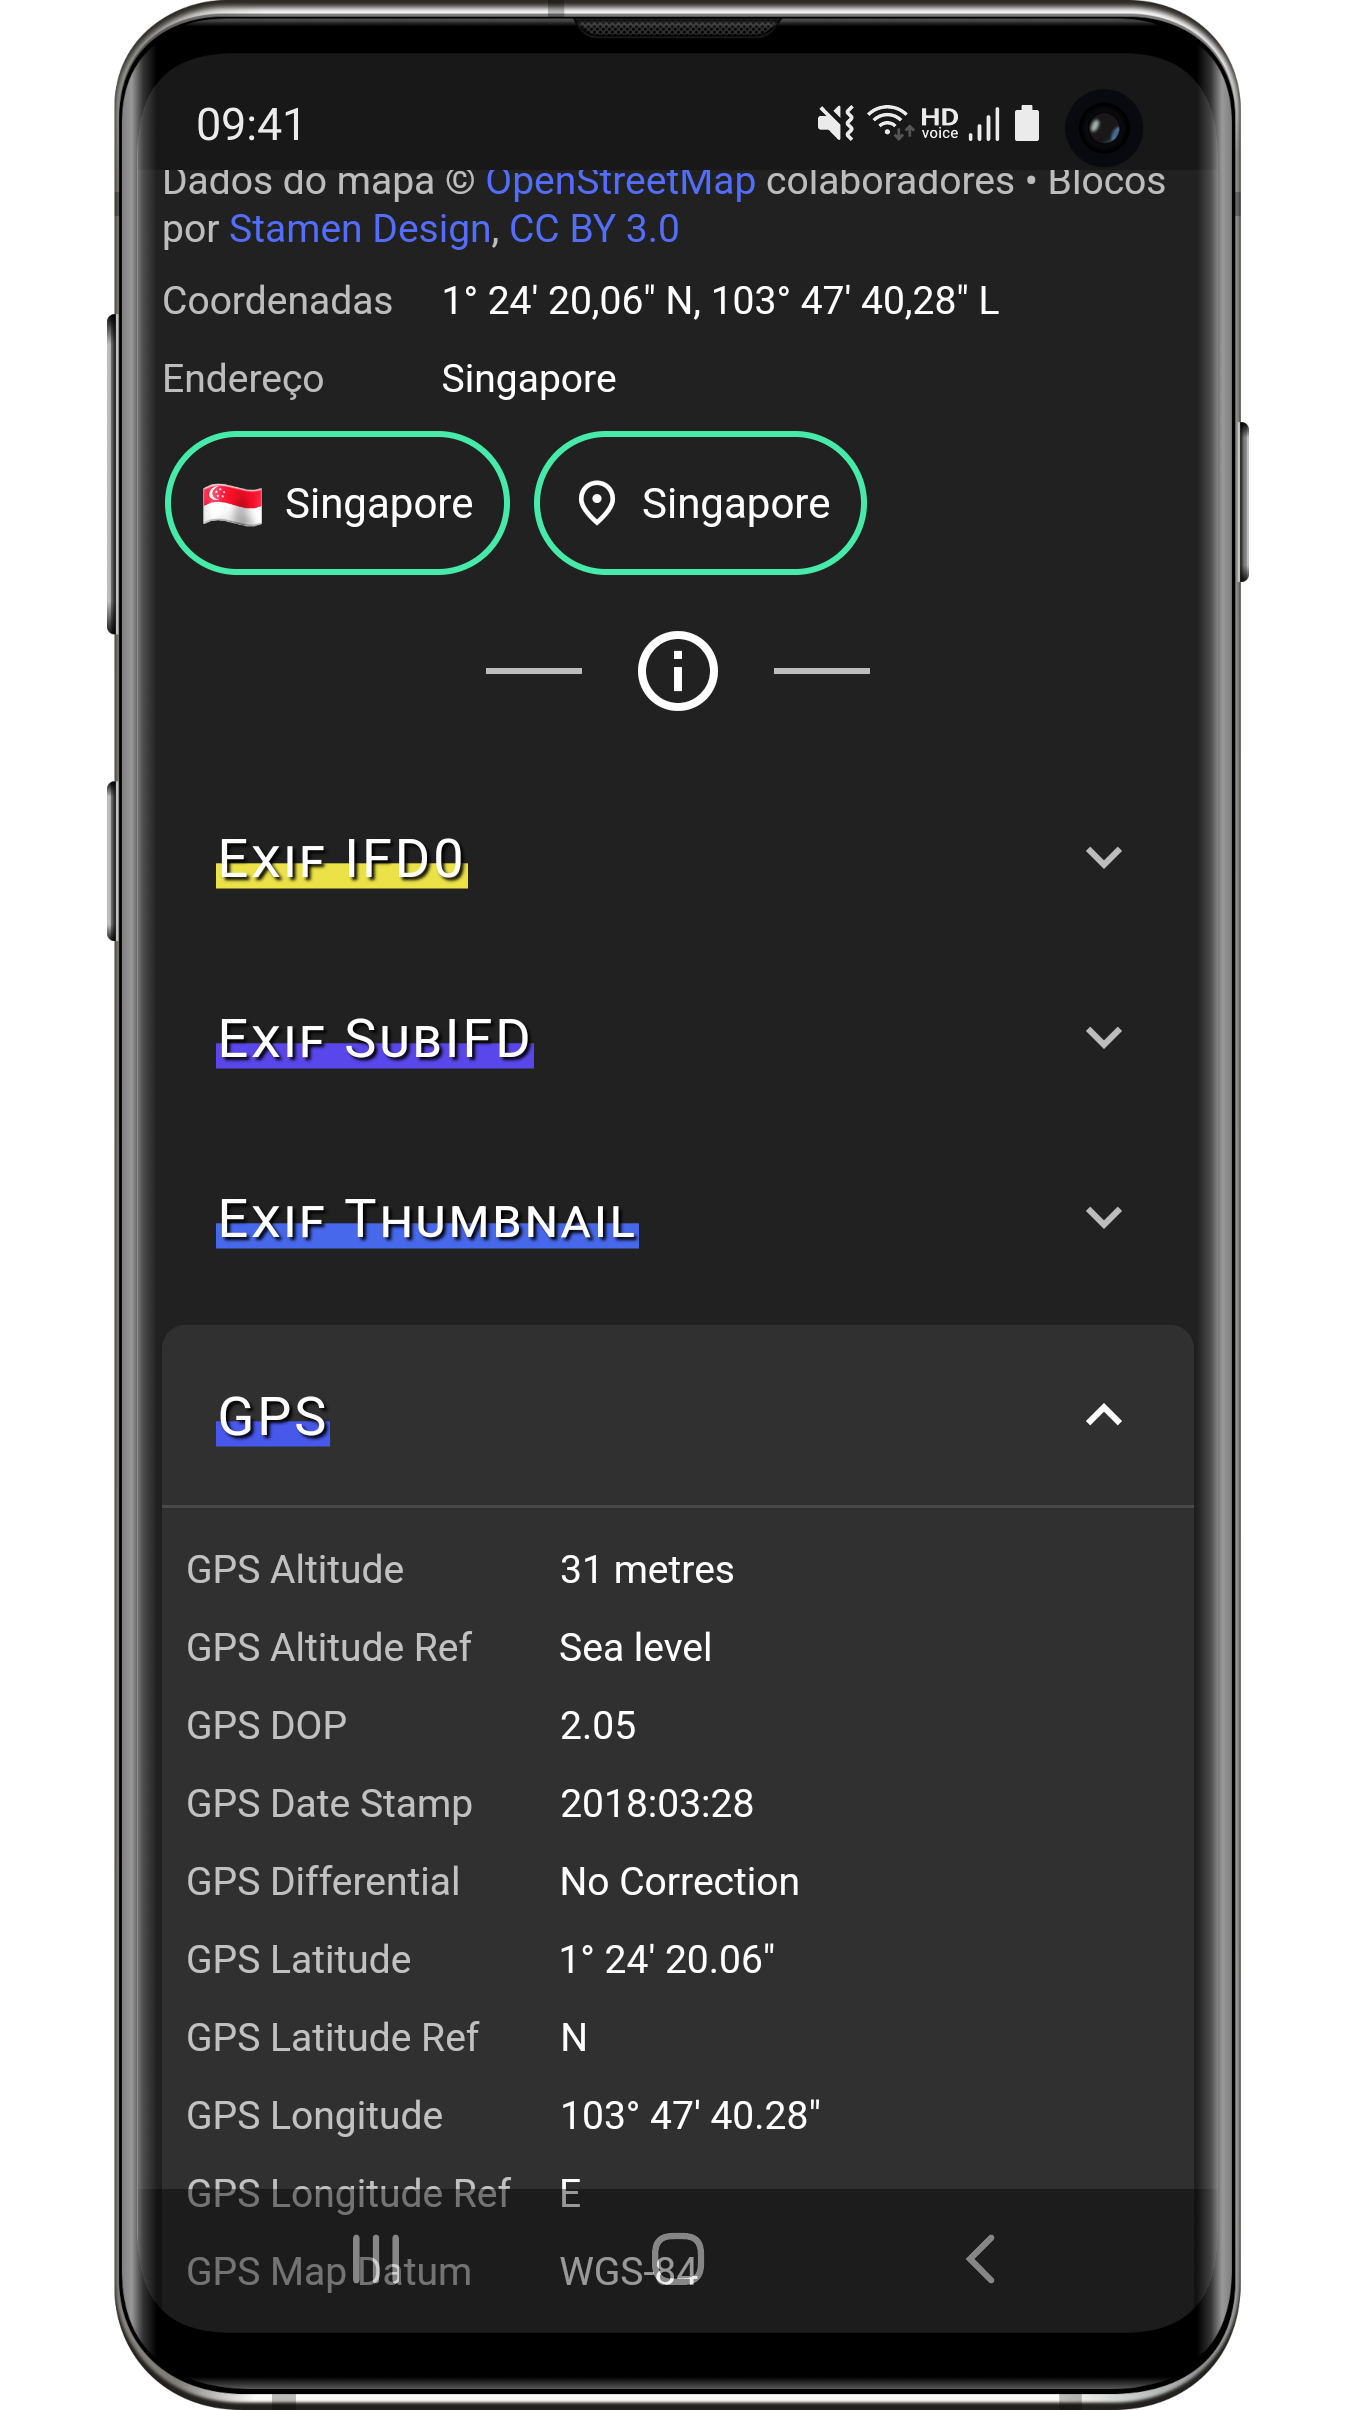 09:41
HD
voice
Dados do mapa © OpenStreetMap colaboradores • Blocos
por Stamen Design, CC BY 3.0
Coordenadas 1° 24' 20,06" N, 103° 47' 40,28" L
Endereço Singapore
Singapore Singapore
Exif IFD0
Exif SubIFD
Exif Thumbnail
GPS
GPS Altitude 31 metres
GPS Altitude Ref Sea level
GPS DOP 2.05
GPS Date Stamp 2018:03:28
GPS Differential No Correction
GPS Latitude 1° 24' 20.06"
GPS Latitude Ref N
GPS Longitude 103° 47' 40.28"
GPS Longitude Ref E
GPS Map Datum WGS-84